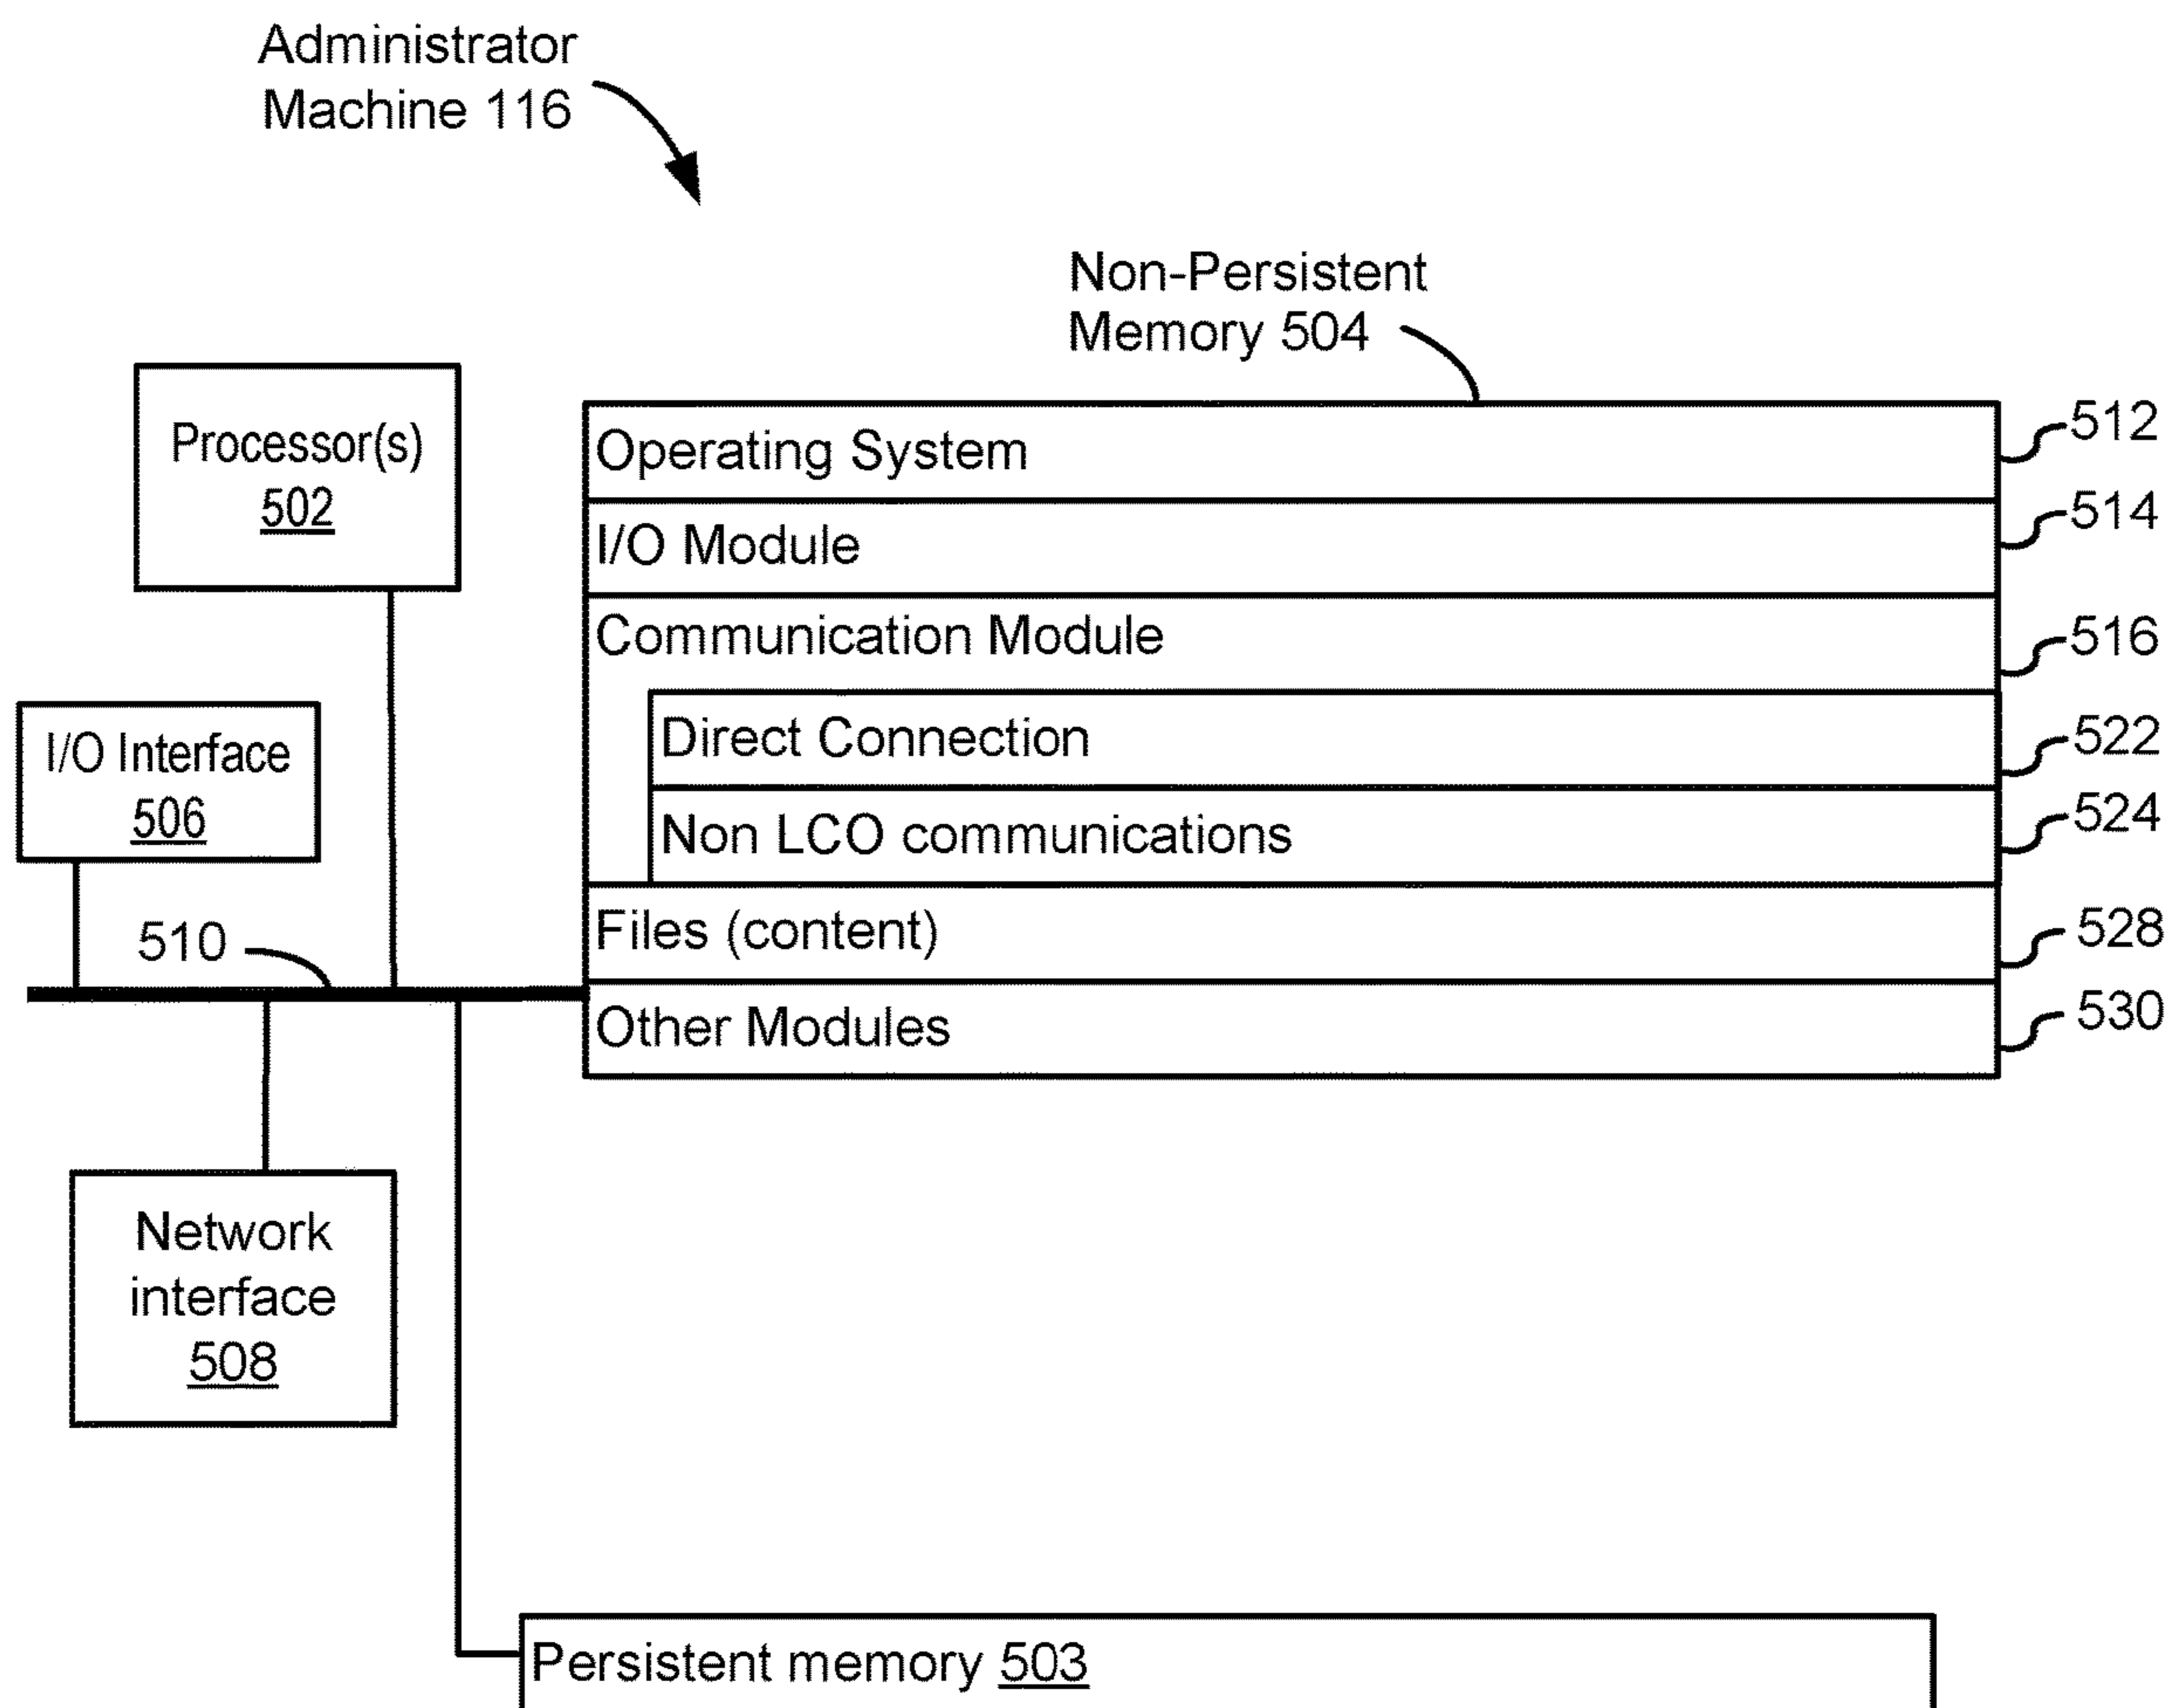 Administrator
Machine 116
Non-Persistent
Memory 504
Processor(s)
502
Operating System
512
I/O Module
514
Communication Module
516
Direct Connection
522
I/O Interface
506
Non LCO communications
524
Files (content)
528
510
Other Modules
530
Network
interface
508
Persistent memory 503